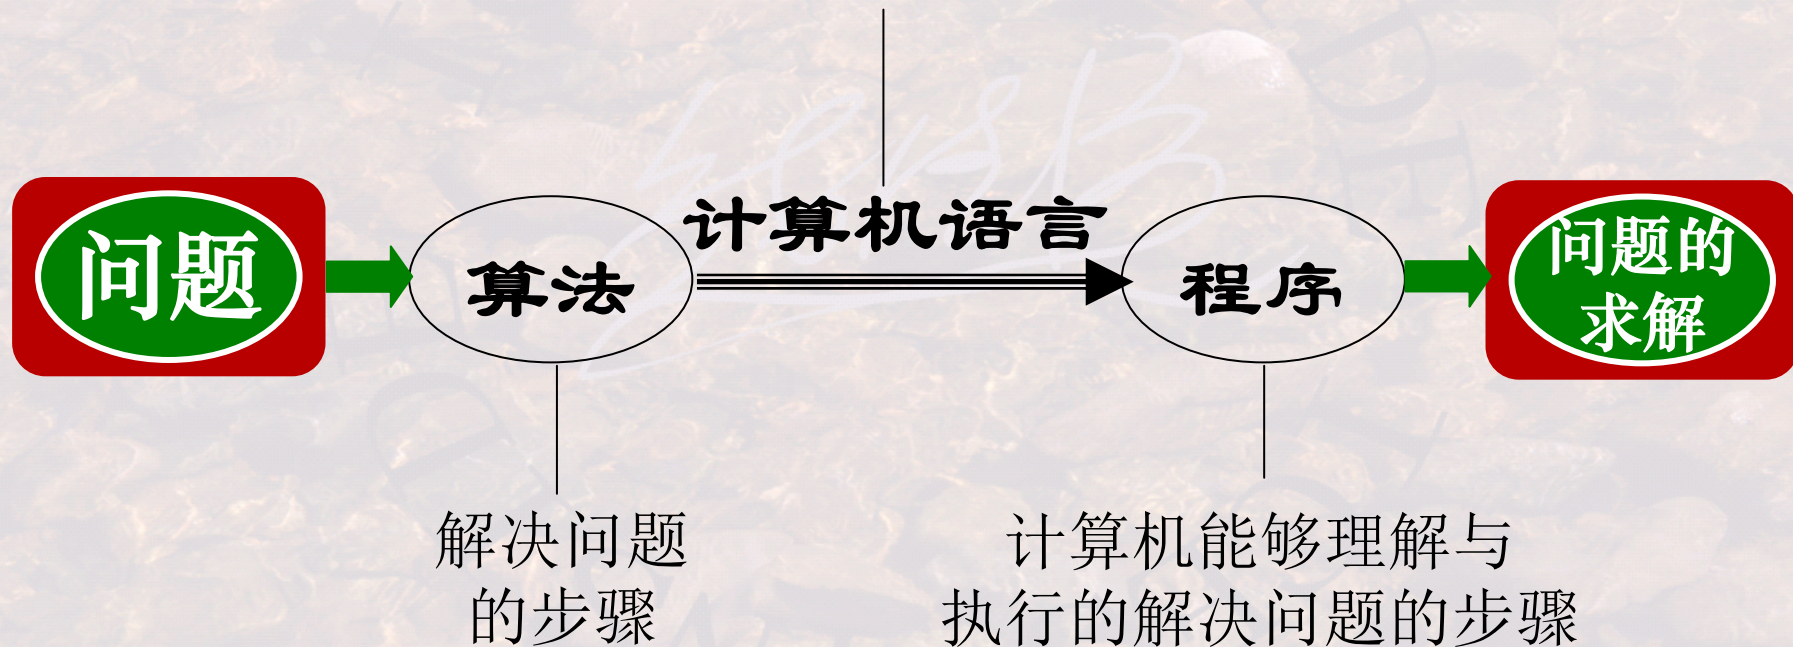 计算机语言
问题
算法
程序
问题的
求解
解决问题
的步骤
计算机能够理解与
执行的解决问题的步骤